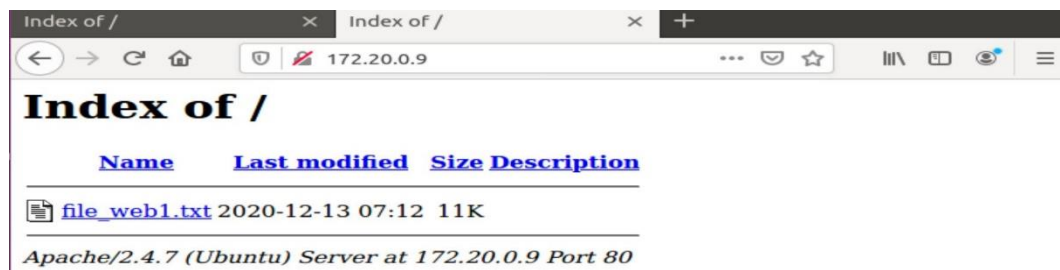 Index of / Index of /
172.20.0.9
Index of /
Name Last modified Size Description
file_web1.txt 2020-12-13 07:12 11K
Apache/2.4.7 (Ubuntu) Server at 172.20.0.9 Port 80